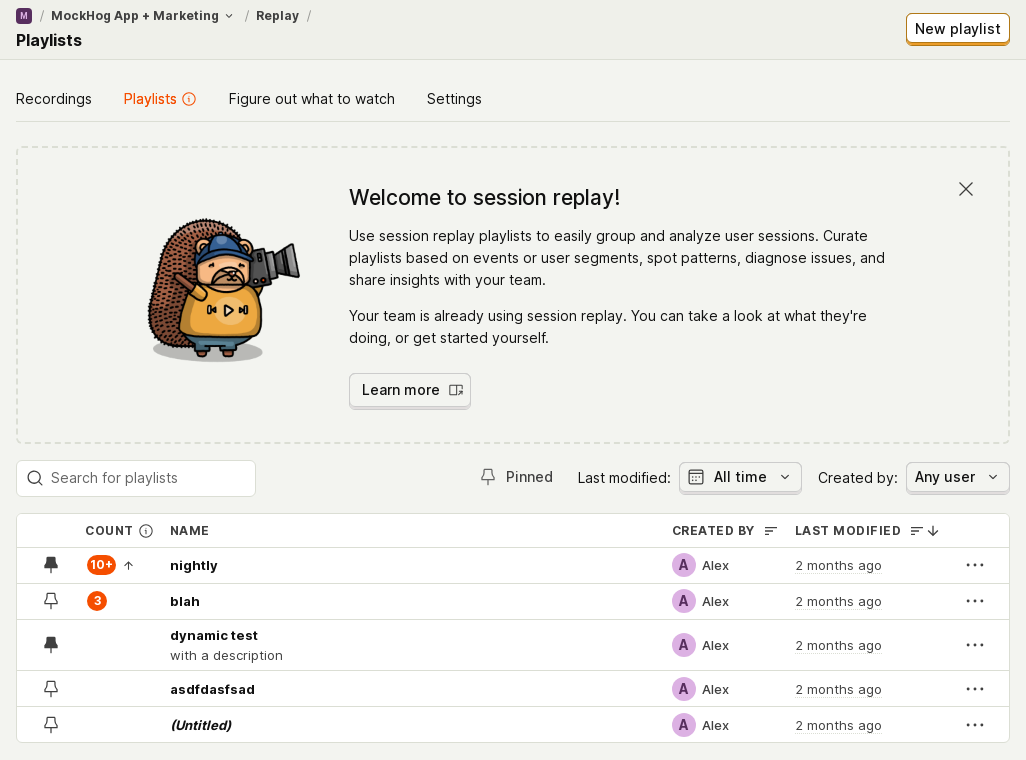 M / MockHog App + Marketing / Replay /
Playlists
New playlist
Recordings Playlists Figure out what to watch Settings
Welcome to session replay!
Use session replay playlists to easily group and analyze user sessions. Curate
playlists based on events or user segments, spot patterns, diagnose issues, and
share insights with your team.
Your team is already using session replay. You can take a look at what they're
doing, or get started yourself.
Learn more
Search for playlists Pinned Last modified: All time Created by: Any user
COUNT NAME CREATED BY LAST MODIFIED
10+ nightly A Alex 2 months ago
3 blah A Alex 2 months ago
dynamic test
with a description A Alex 2 months ago
asdfdasfsad A Alex 2 months ago
(Untitled) A Alex 2 months ago